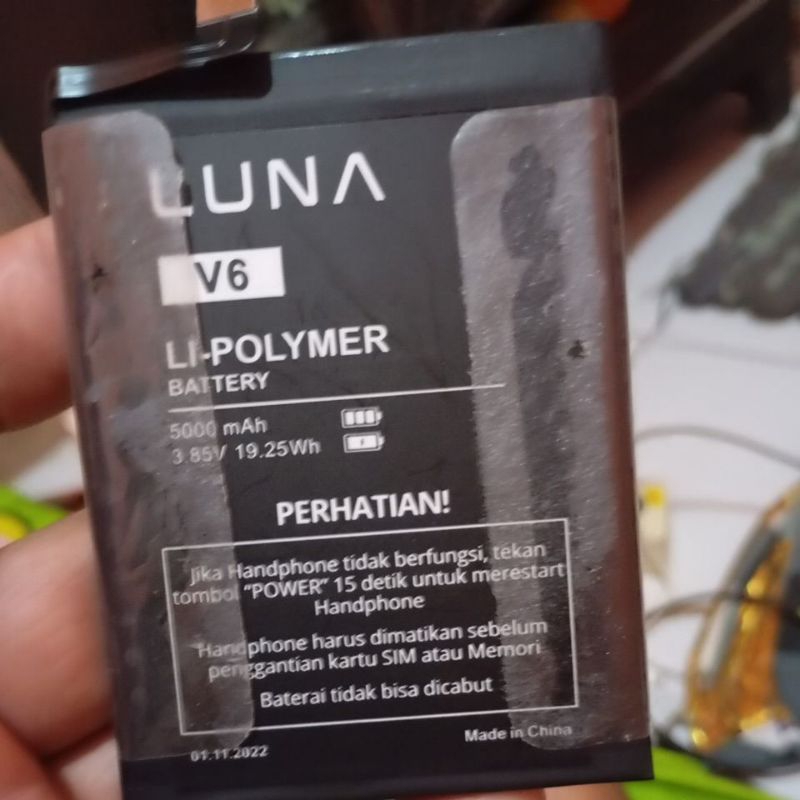 LUNA
V6
LI-POLYMER
BATTERY
5000 mAh
3.85V 19.25Wh
PERHATIAN!
Jika Handphone tidak berfungsi, tekan
tombol "POWER" 15 detik untuk merestart
Handphone
Handphone harus dimatikan sebelum
penggantian kartu SIM atau Memori
Baterai tidak bisa dicabut
Made in China
01.11.2022